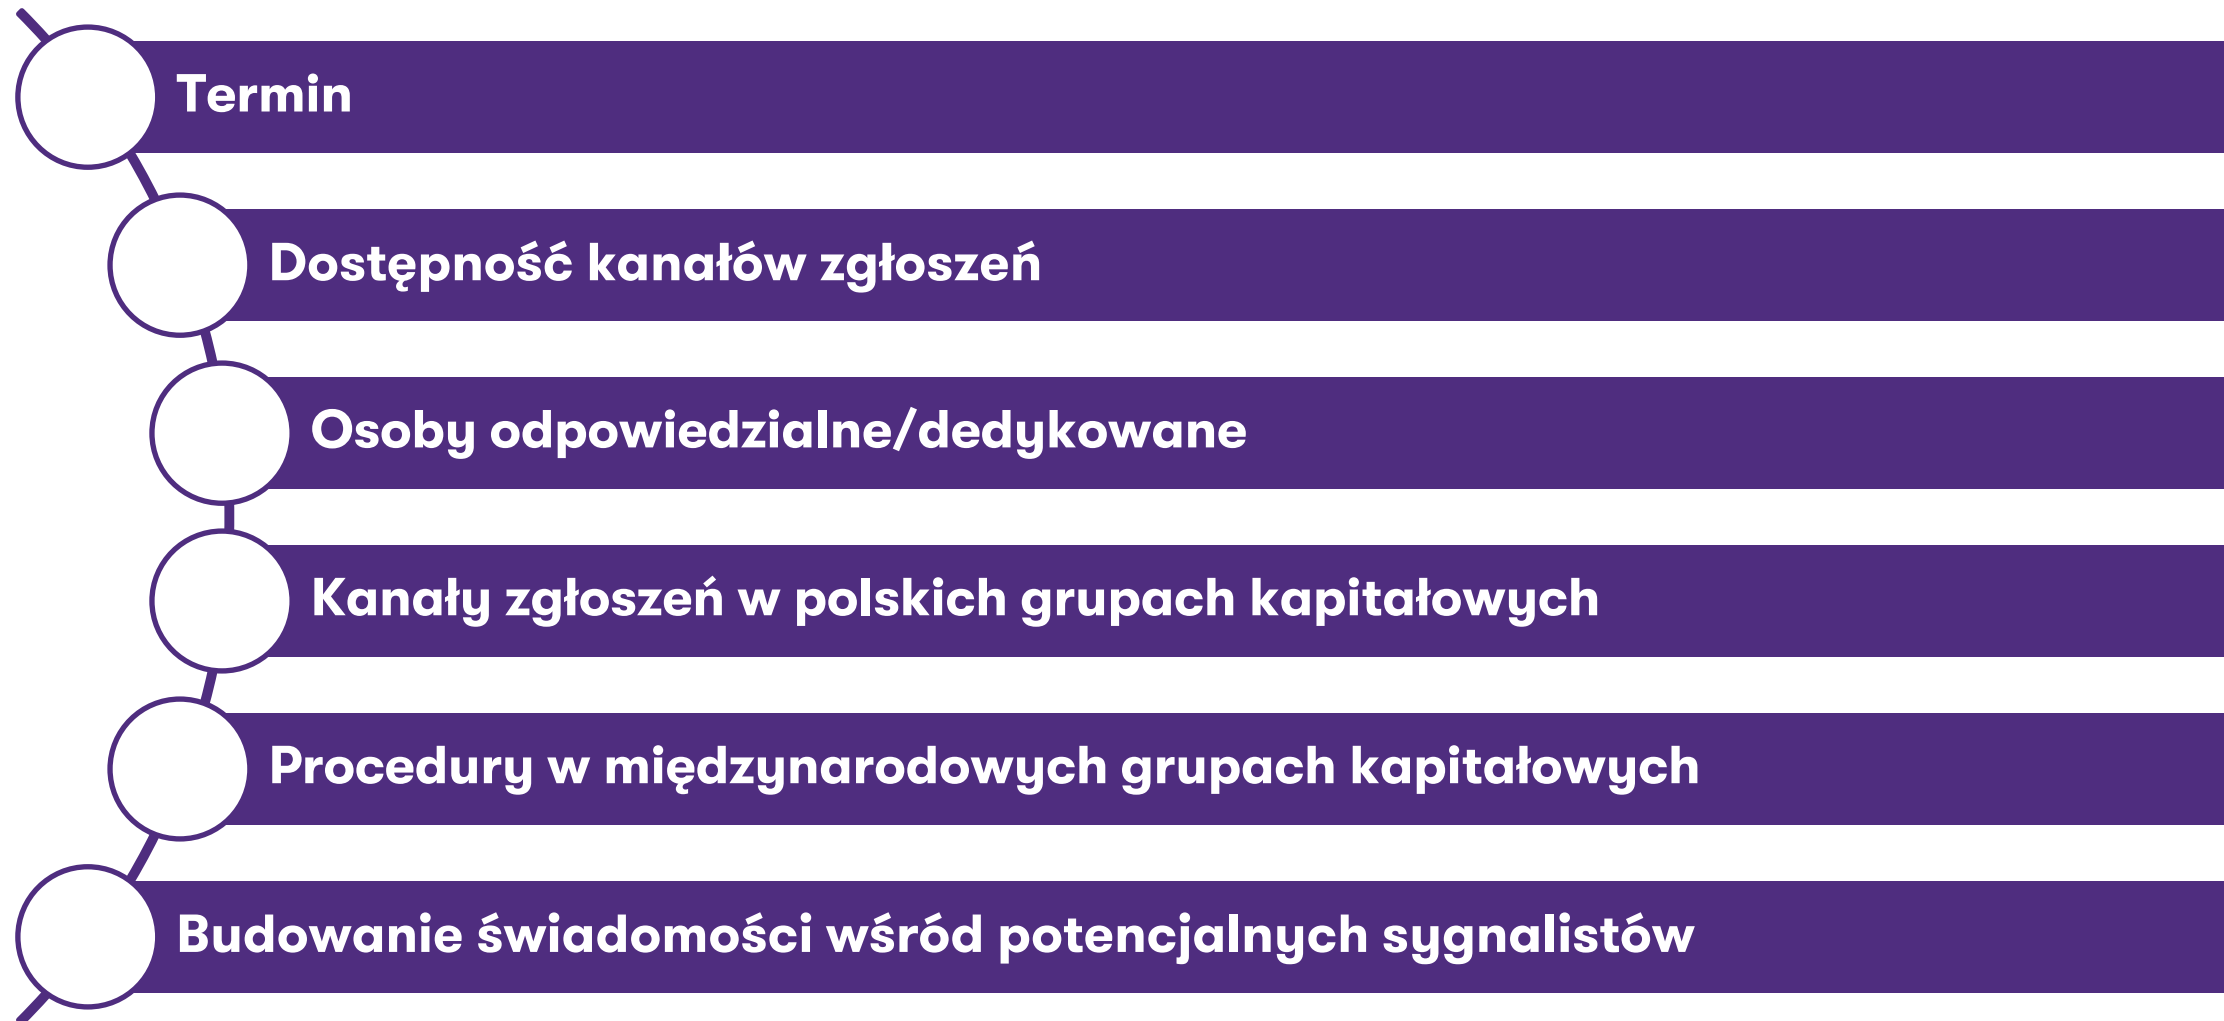 Termin
Dostępność kanałów zgłoszeń
Osoby odpowiedzialne/dedykowane
Kanały zgłoszeń w polskich grupach kapitałowych
Procedury w międzynarodowych grupach kapitałowych
Budowanie świadomości wśród potencjalnych sygnalistów